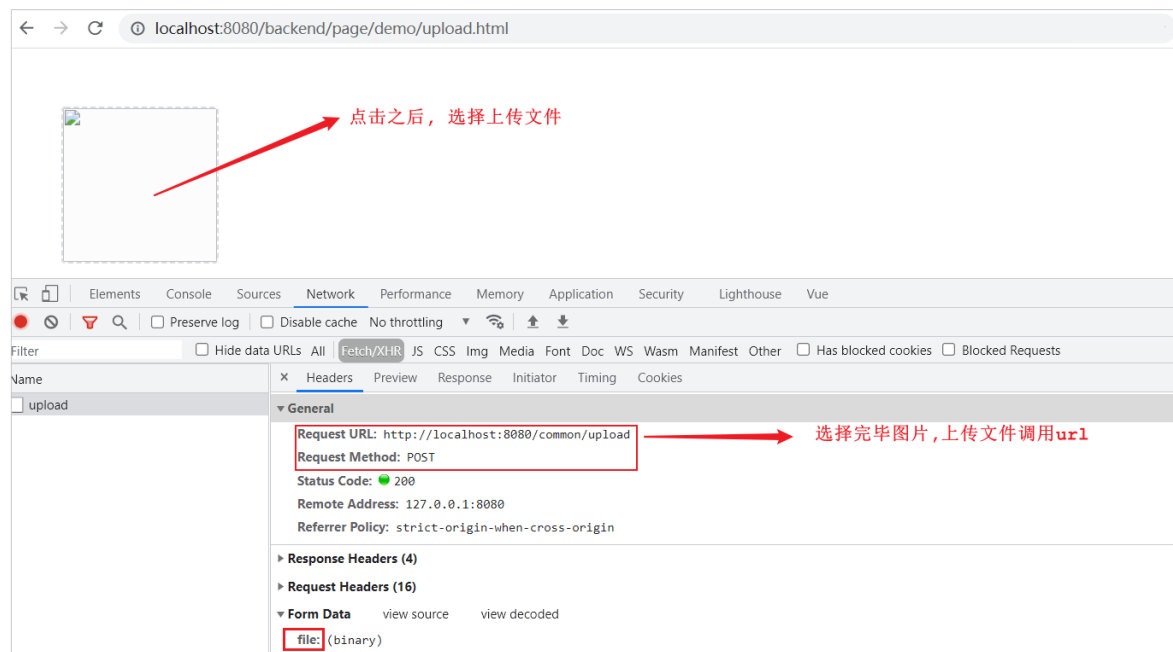 localhost:8080/backend/page/demo/upload.html
点击之后, 选择上传文件
Elements Console Sources Network Performance Memory Application Security Lighthouse Vue
Preserve log Disable cache No throttling
Filter Hide data URLs All Fetch/XHR JS CSS Img Media Font Doc WS Wasm Manifest Other Has blocked cookies Blocked Requests
Name × Headers Preview Response Initiator Timing Cookies
upload
General
Request URL: http://localhost:8080/common/upload 选择完毕图片,上传文件调用url
Request Method: POST
Status Code: 200
Remote Address: 127.0.0.1:8080
Referrer Policy: strict-origin-when-cross-origin
Response Headers (4)
Request Headers (16)
Form Data view source view decoded
file: (binary)